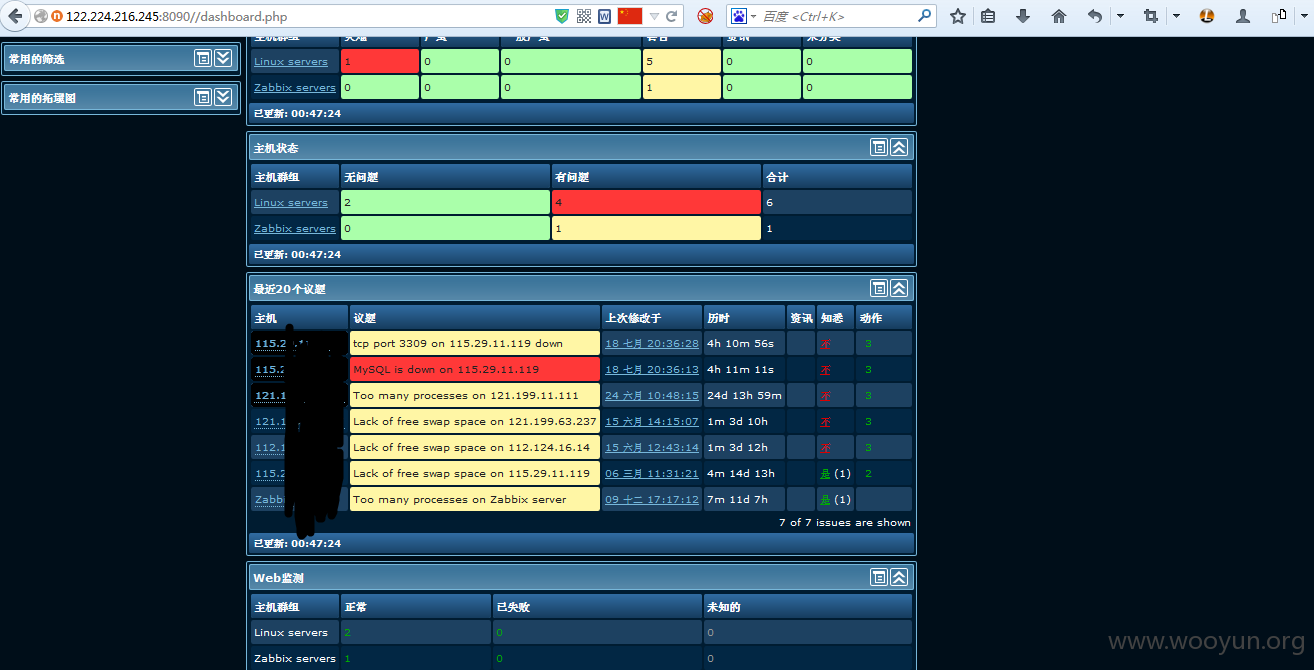 122.224.216.245:8090//dashboard.php
百度 <Ctrl+K>
常用的筛选
常用的拓扑图
主机群组
Linux servers 1 0 0 5 0 0
Zabbix servers 0 0 0 1 0 0
已更新: 00:47:24
主机状态
主机群组 无问题 有问题 合计
Linux servers 2 4 6
Zabbix servers 0 1 1
已更新: 00:47:24
最近20个议题
主机 议题 上次修改于 历时 资讯 知悉 动作
115.2 tcp port 3309 on 115.29.11.119 down 18 七月 20:36:28 4h 10m 56s 不 3
115.2 MySQL is down on 115.29.11.119 18 七月 20:36:13 4h 11m 11s 不 3
121.1 Too many processes on 121.199.11.111 24 六月 10:48:15 24d 13h 59m 不 3
121.1 Lack of free swap space on 121.199.63.237 15 六月 14:15:07 1m 3d 10h 不 3
112.1 Lack of free swap space on 112.124.16.14 15 六月 12:43:14 1m 3d 12h 不 3
115.2 Lack of free swap space on 115.29.11.119 06 三月 11:31:21 4m 14d 13h 是 (1) 2
Zabb Too many processes on Zabbix server 09 十二 17:17:12 7m 11d 7h 是 (1)
7 of 7 issues are shown
已更新: 00:47:24
Web监测
主机群组 正常 已失败 未知的
Linux servers 2 0 0
Zabbix servers 1 0 0
www.wooyun.org